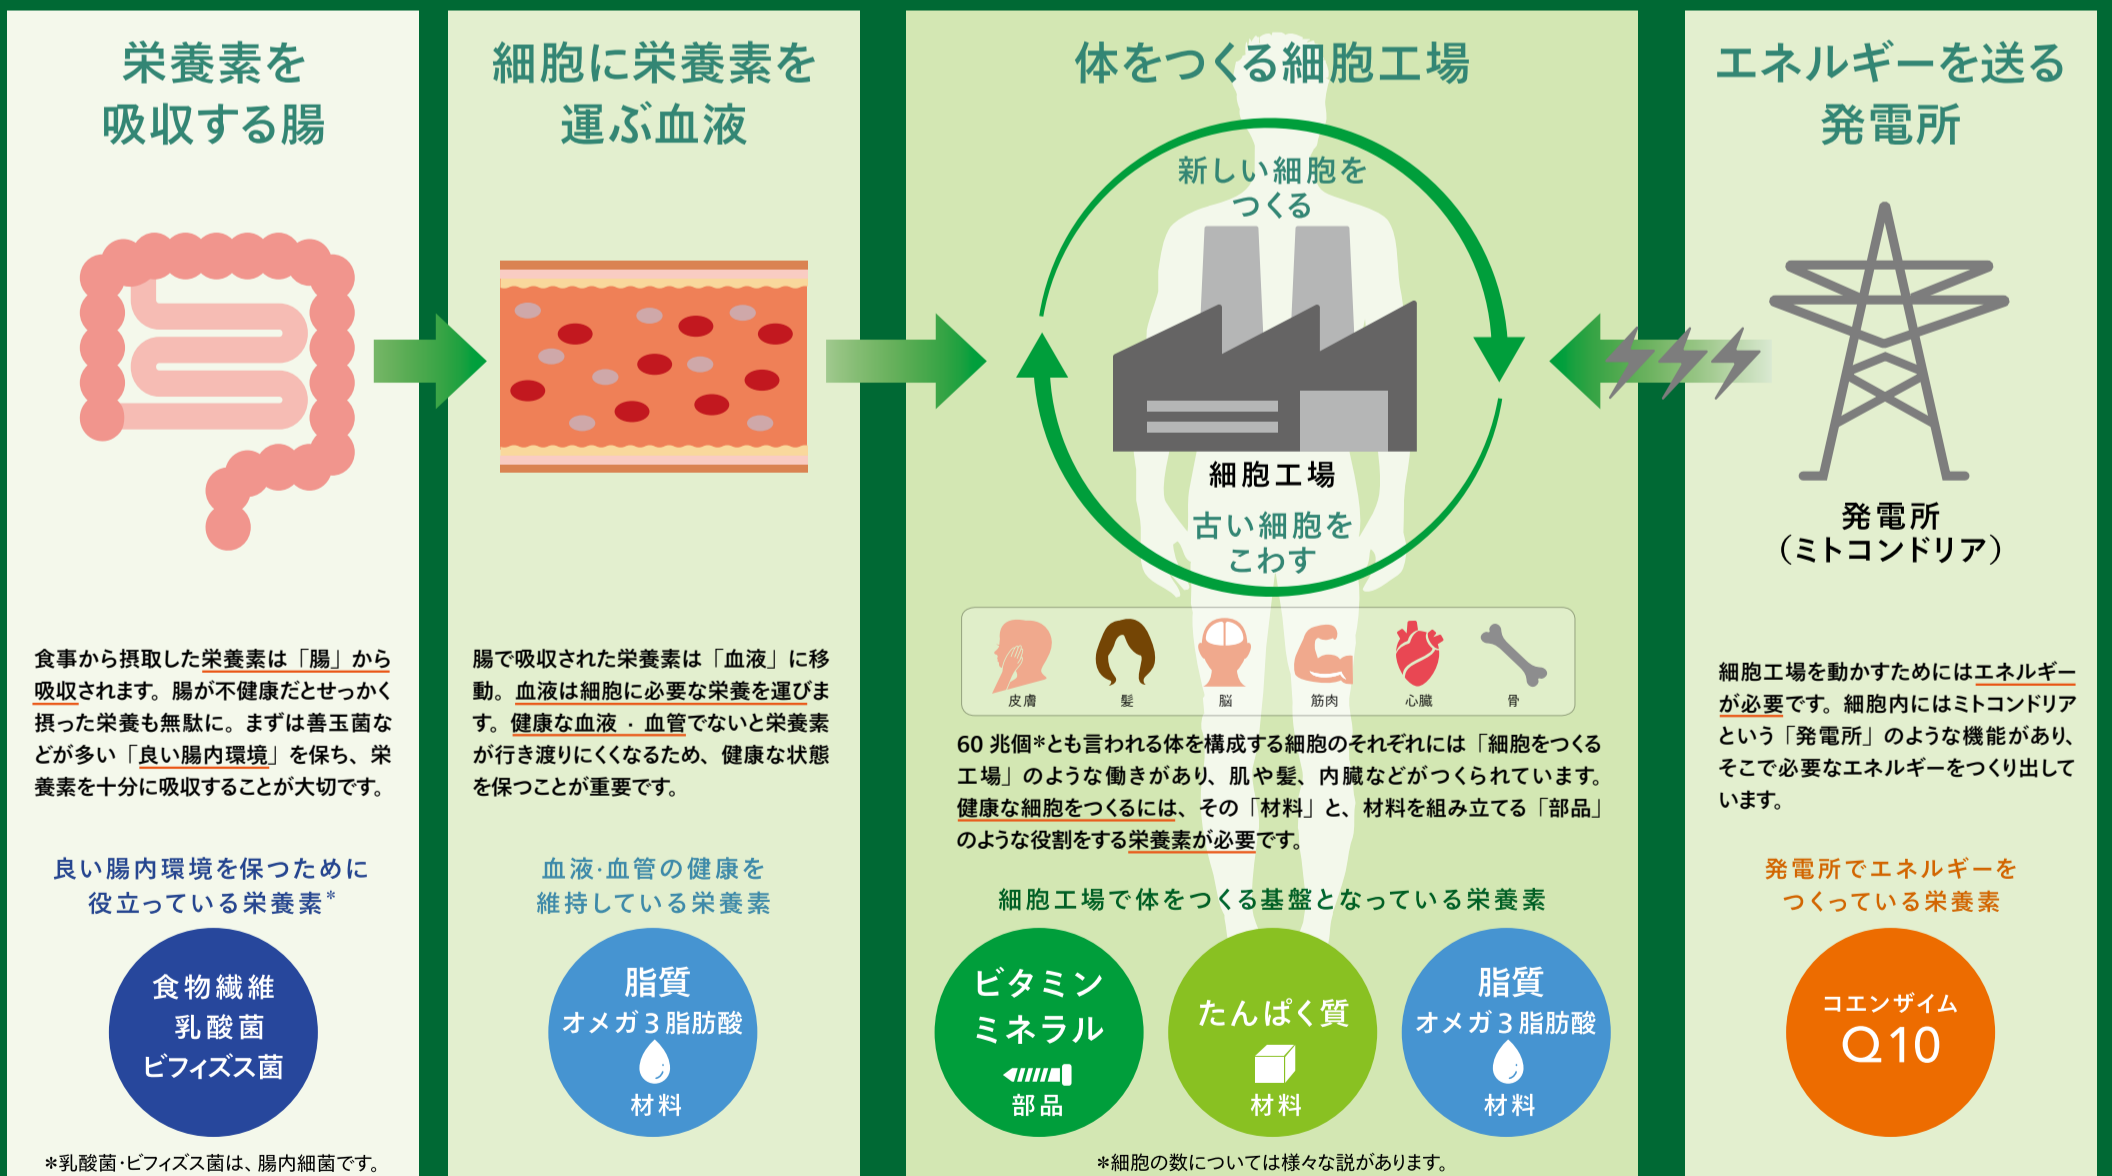 栄養素を
吸収する腸
食事から摂取した栄養素は「腸」から
吸収されます。腸が不健康だとせっかく
摂った栄養も無駄に。まずは善玉菌な
どが多い「良い腸内環境」を保ち、栄
養素を十分に吸収することが大切です。
良い腸内環境を保つために
役立っている栄養素*
食物繊維
乳酸菌
ビフィズス菌
*乳酸菌·ビフィズス菌は、腸内細菌です。
細胞に栄養素を
運ぶ血液
腸で吸収された栄養素は「血液」に移
動。血液は細胞に必要な栄養を運びま
す。健康な血液・血管でないと栄養素
が行き渡りにくくなるため、健康な状態
を保つことが重要です。
血液·血管の健康を
維持している栄養素
脂質
オメガ3脂肪酸
材料
体をつくる細胞工場
新しい細胞を
つくる
細胞工場
古い細胞を
こわす
皮膚 髪 脳 筋肉 心臓 骨
60兆個*とも言われる体を構成する細胞のそれぞれには「細胞をつくる
工場」のような働きがあり、肌や髪、内臓などがつくられています。
健康な細胞をつくるには、その「材料」と、材料を組み立てる「部品」
のような役割をする栄養素が必要です。
細胞工場で体をつくる基盤となっている栄養素
ビタミン
ミネラル
部品
たんぱく質
材料
脂質
オメガ3脂肪酸
材料
*細胞の数については様々な説があります。
エネルギーを送る
発電所
発電所
(ミトコンドリア)
細胞工場を動かすためにはエネルギー
が必要です。細胞内にはミトコンドリア
という「発電所」のような機能があり、
そこで必要なエネルギーをつくり出して
います。
発電所でエネルギーを
つくっている栄養素
コエンザイム
Q10